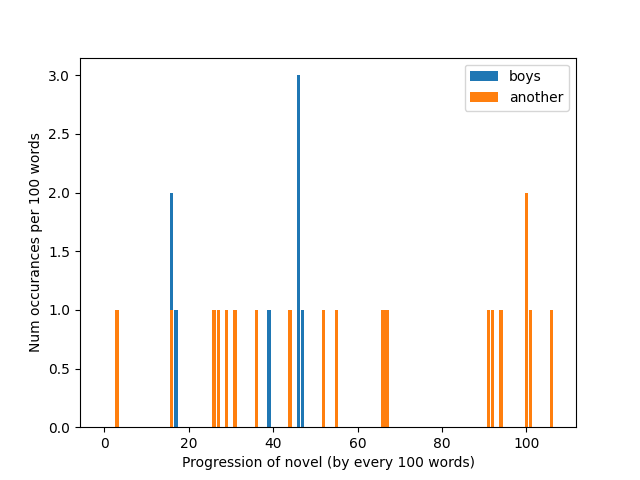 3.0
2.5
2.0
1.5
1.0
0.5
0.0
Num occurances per 100 words
boys
another
0 20 40 60 80 100
Progression of novel (by every 100 words)